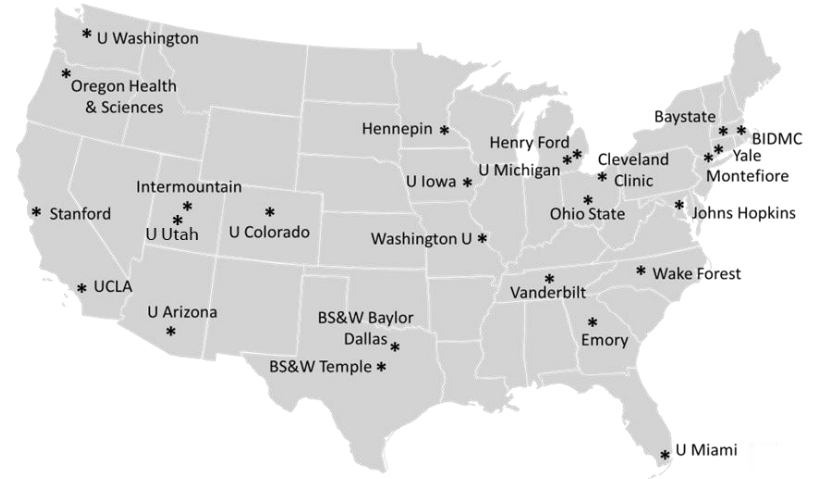 U Washington
Oregon Health
& Sciences
Baystate
Hennepin
BIDMC
Henry Ford
Yale
Cleveland
U Michigan
Montefiore
Clinic
U Iowa
Intermountain
Stanford
Ohio State
Johns Hopkins
U Utah
U Colorado
Washington U
Wake Forest
UCLA
Vanderbilt
U Arizona
BS&W Baylor
Dallas
Emory
BS&W Temple
U Miami